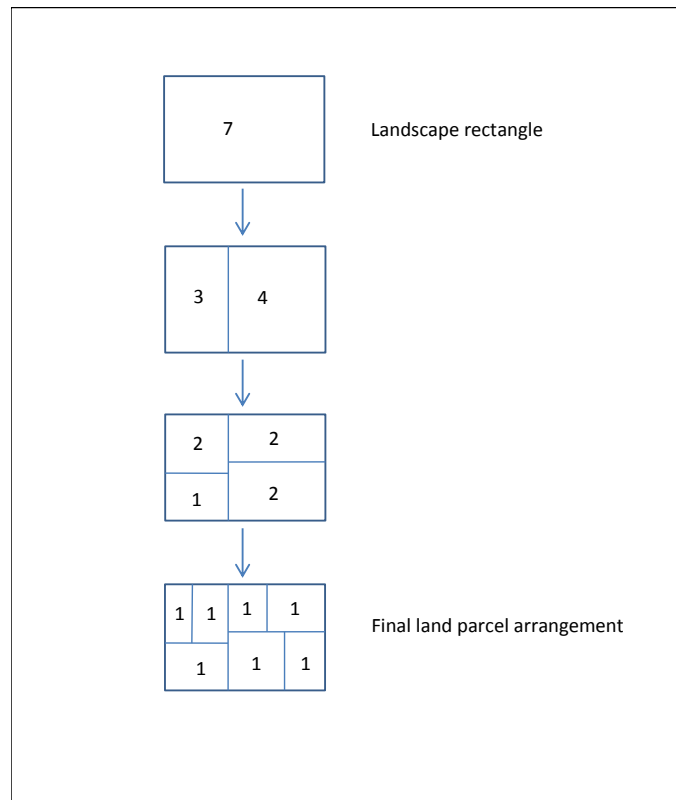 7
Landscape rectangle
3 4
2 2
1 2
1 1 1 1
Final land parcel arrangement
1 1 1